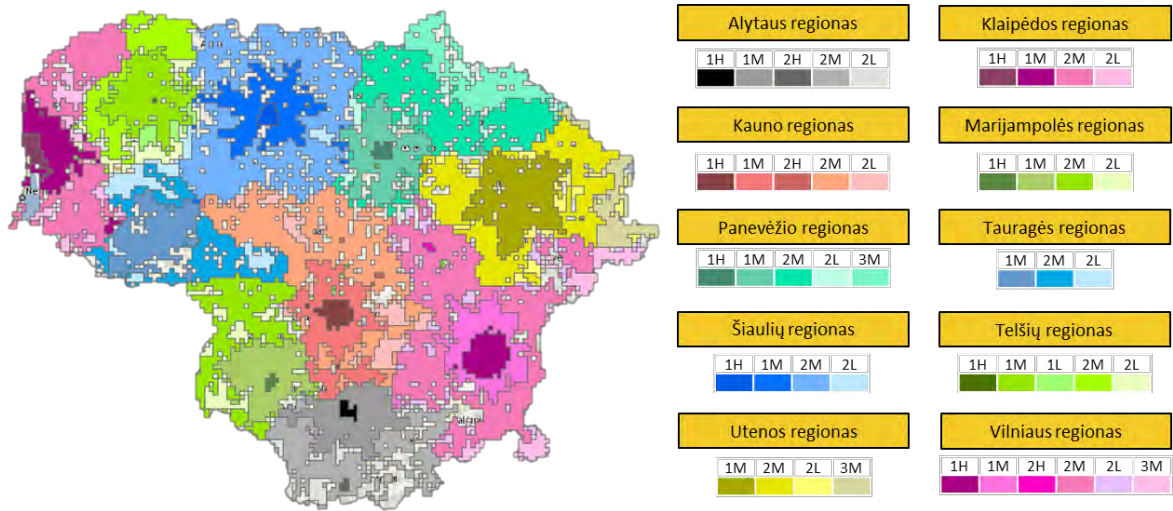 Alytaus regionas
1H 1M 2H 2M 2L
Klaipėdos regionas
1H 1M 2M 2L
Kauno regionas
1H 1M 2H 2M 2L
Marijampolės regionas
1H 1M 2M 2L
Panevėžio regionas
1H 1M 2M 2L 3M
Tauragės regionas
1M 2M 2L
Šiaulių regionas
1H 1M 2M 2L
Telšių regionas
1H 1M 1L 2M 2L
Utenos regionas
1M 2M 2L 3M
Vilniaus regionas
1H 1M 2H 2M 2L 3M